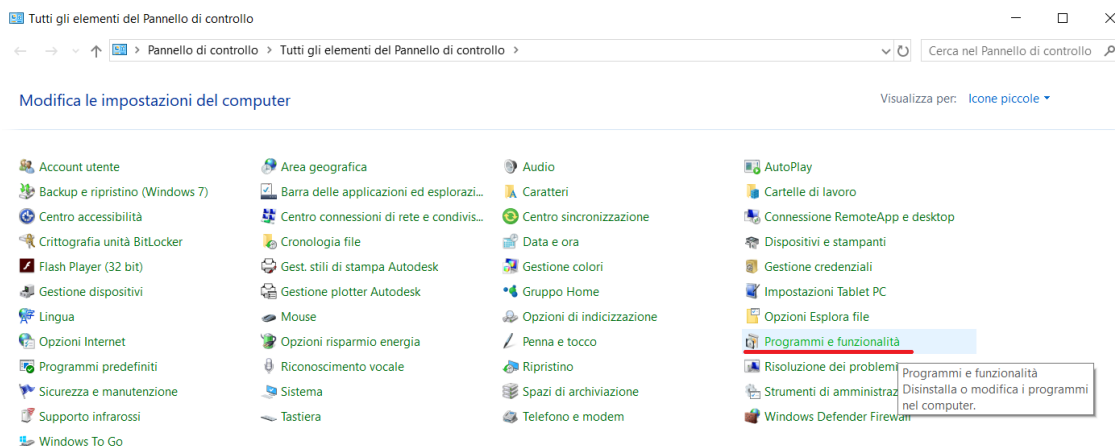 Tutti gli elementi del Pannello di controllo
Pannello di controllo > Tutti gli elementi del Pannello di controllo >
Cerca nel Pannello di controllo
Modifica le impostazioni del computer
Visualizza per: Icone piccole
Account utente
Area geografica
Audio
AutoPlay
Backup e ripristino (Windows 7)
Barra delle applicazioni ed esplorazi...
Caratteri
Cartelle di lavoro
Centro accessibilità
Centro connessioni di rete e condivis...
Centro sincronizzazione
Connessione RemoteApp e desktop
Crittografia unità BitLocker
Cronologia file
Data e ora
Dispositivi e stampanti
Flash Player (32 bit)
Gest. stili di stampa Autodesk
Gestione colori
Gestione credenziali
Gestione dispositivi
Gestione plotter Autodesk
Gruppo Home
Impostazioni Tablet PC
Lingua
Mouse
Opzioni di indicizzazione
Opzioni Esplora file
Opzioni Internet
Opzioni risparmio energia
Penna e tocco
Programmi e funzionalità
Programmi predefiniti
Riconoscimento vocale
Ripristino
Risoluzione dei problemi
Sicurezza e manutenzione
Sistema
Spazi di archiviazione
Strumenti di amministraz
Supporto infrarossi
Tastiera
Telefono e modem
Windows Defender Firewall
Windows To Go
Programmi e funzionalità
Disinstalla o modifica i programmi
nel computer.